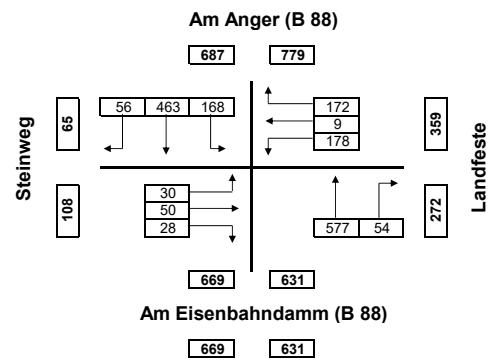 Am Anger (B 88)
687 779
56 463 168
172
9
178
Steinweg
65
108
359
272
Landfeste
30
50
28
577 54
669 631
Am Eisenbahndamm (B 88)
669 631